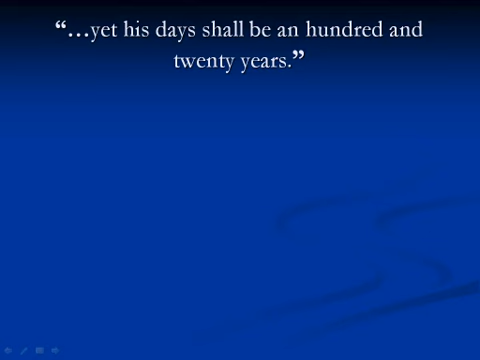 “…yet his days shall be an hundred and
twenty years.”